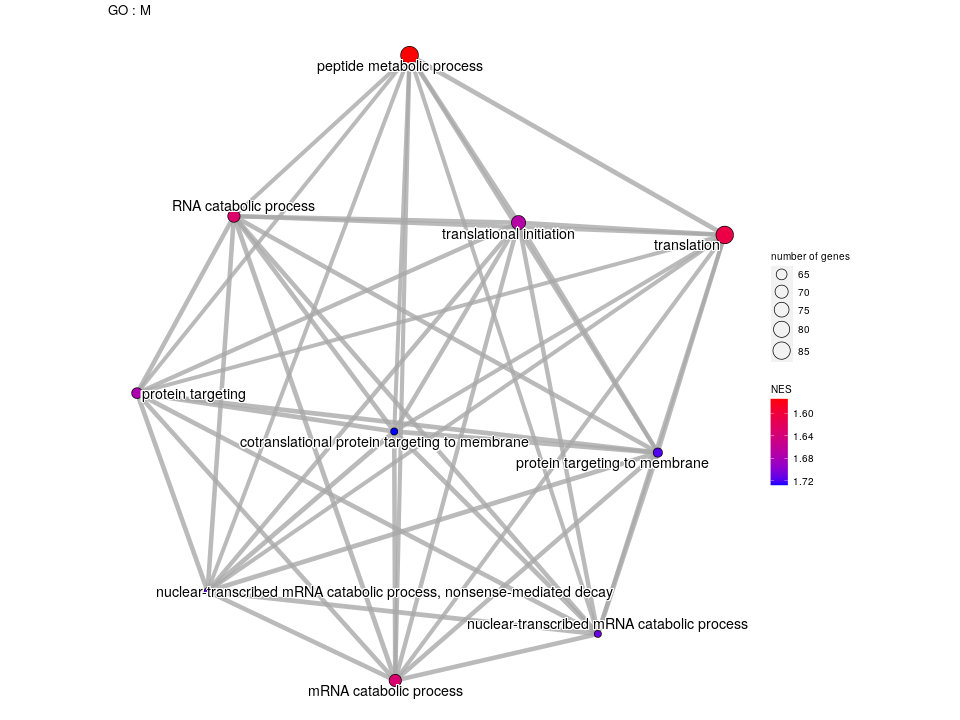 GO : M
peptide metabolic process
RNA catabolic process
translational initiation
translation
number of genes
65
70
75
80
85
NES
1.60
1.64
1.68
1.72
protein targeting
cotranslational protein targeting to membrane
protein targeting to membrane
nuclear-transcribed mRNA catabolic process, nonsense-mediated decay
nuclear-transcribed mRNA catabolic process
mRNA catabolic process